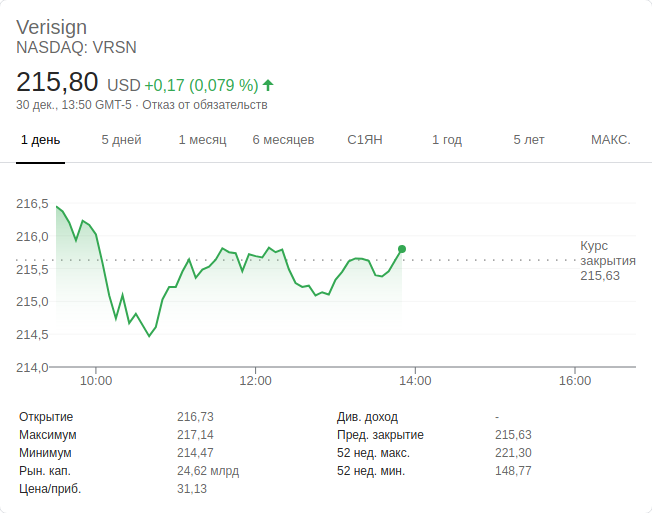 Verisign
NASDAQ: VRSN
215,80 USD +0,17 (0,079 %)
30 дек., 13:50 GMT-5 · Отказ от обязательств
1 день 5 дней 1 месяц 6 месяцев С1ЯН 1 год 5 лет МАКС.
216,5
216,0
215,5
215,0
214,5
214,0
Курс
закрытия
215,63
10:00 12:00 14:00 16:00
Открытие 216,73 Див. доход -
Максимум 217,14 Пред. закрытие 215,63
Минимум 214,47 52 нед. макс. 221,30
Рын. кап. 24,62 млрд 52 нед. мин. 148,77
Цена/приб. 31,13